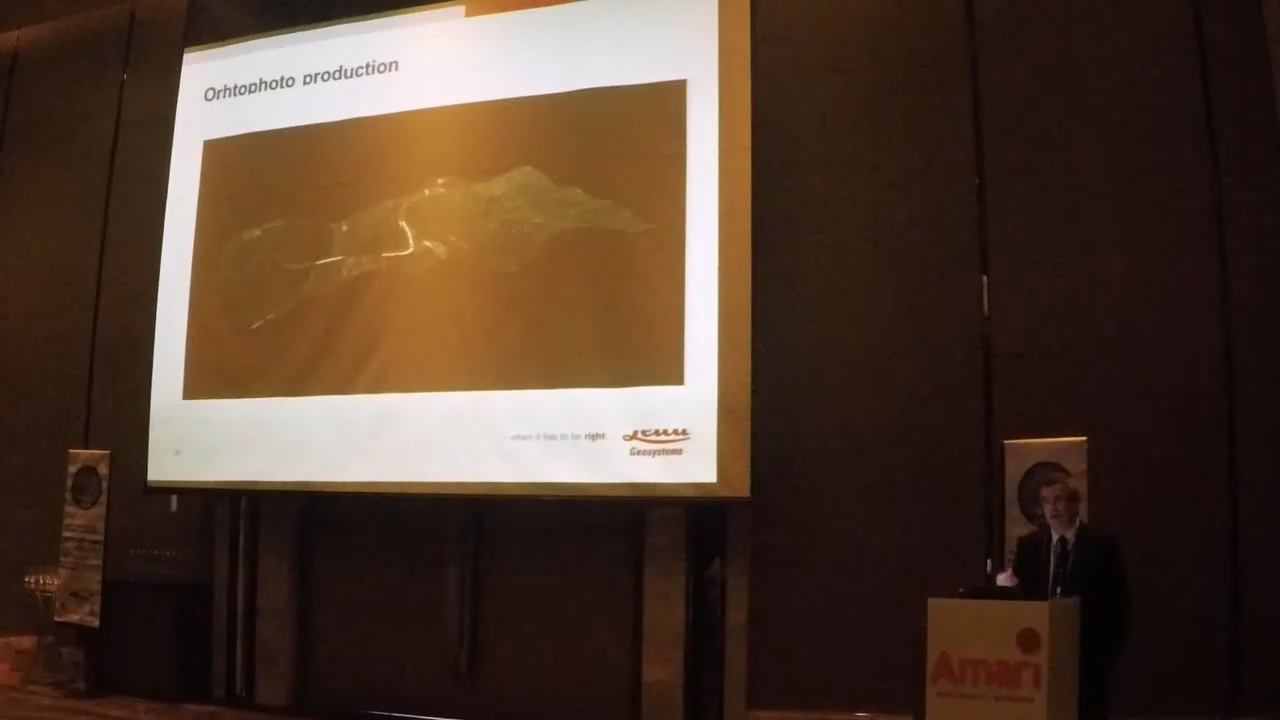 Orhtophoto production
when it has to be right
Leica
Geosystems
Amari